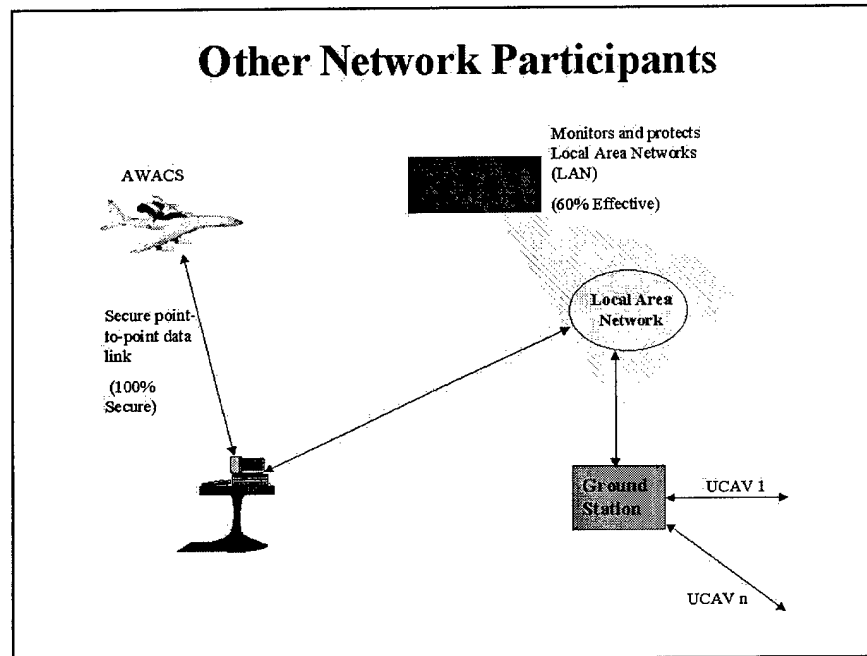 Other Network Participants
AWACS
Monitors and protects
Local Area Networks
(LAN)
(60% Effective)
Secure point-
to-point data
link
(100%
Secure)
Local Area
Network
Ground
Station
UCAV 1
UCAV n